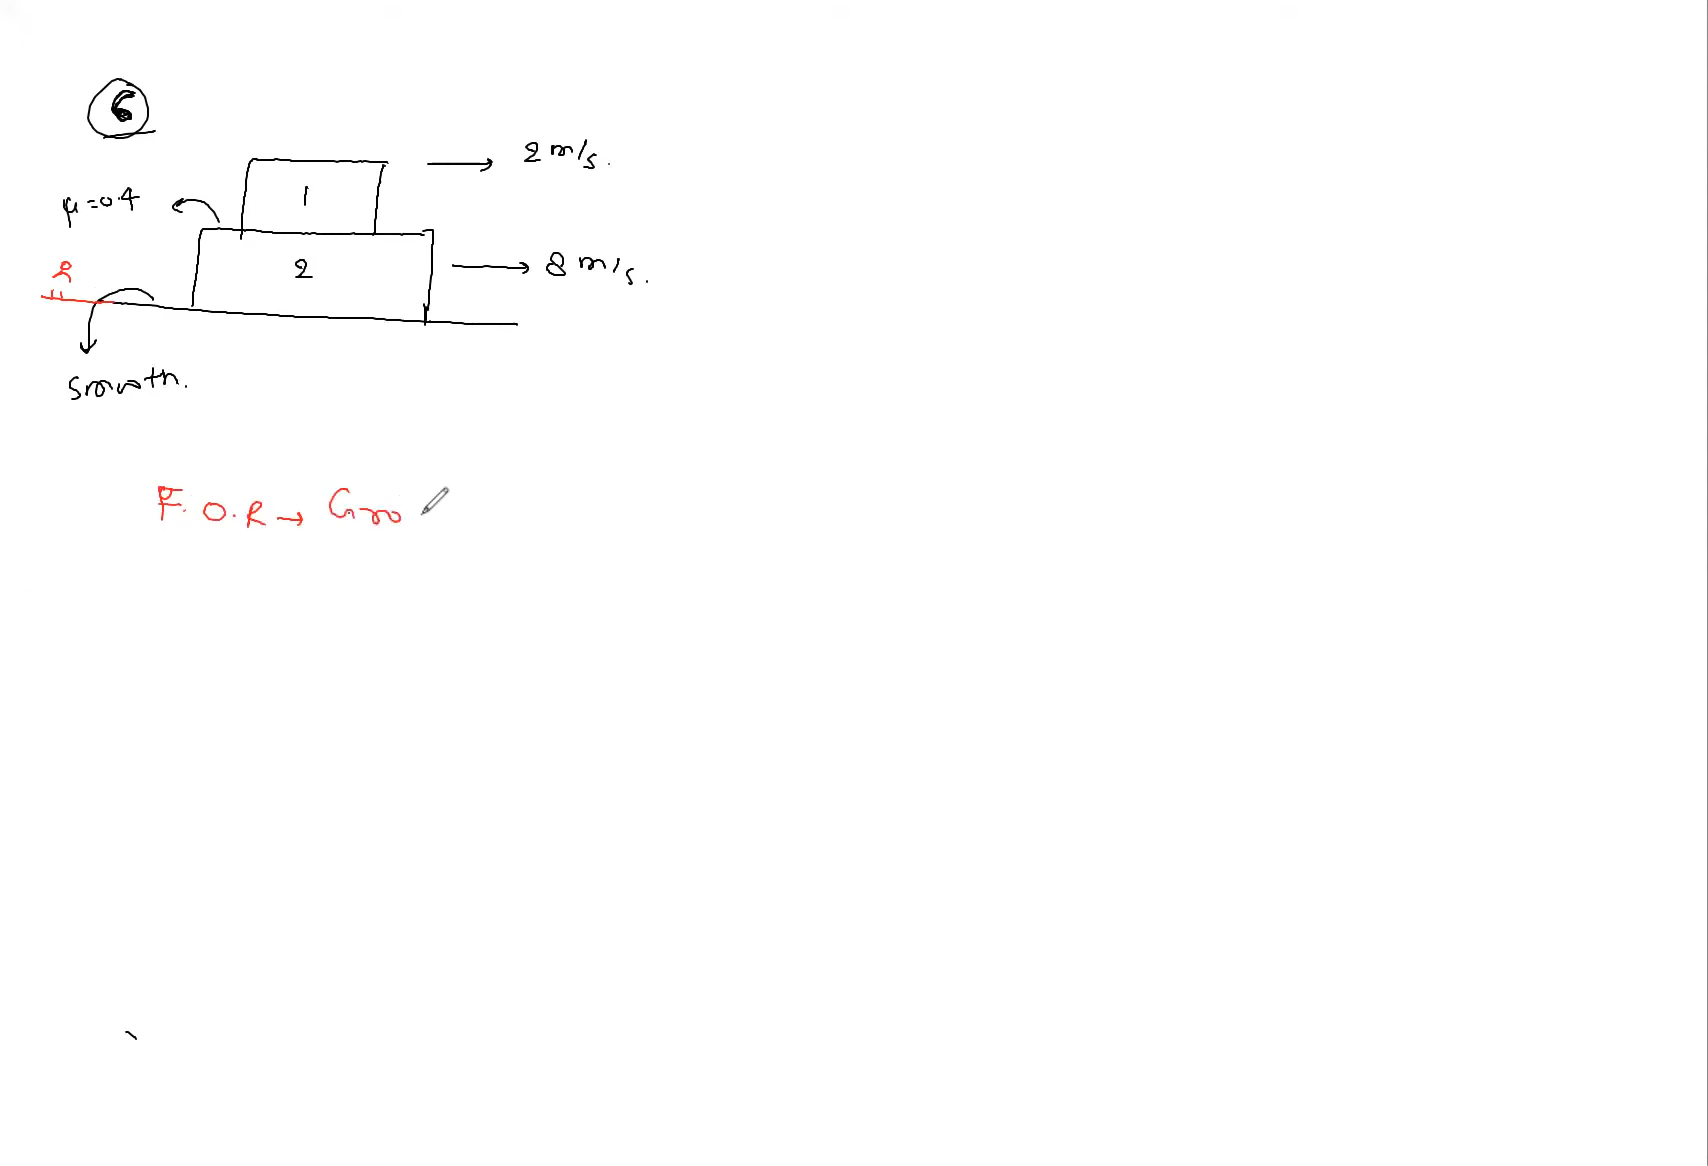 6
2 m/s.
1
μ=0.4
2
8 m/s.
Smooth.
F.O.R → Gro